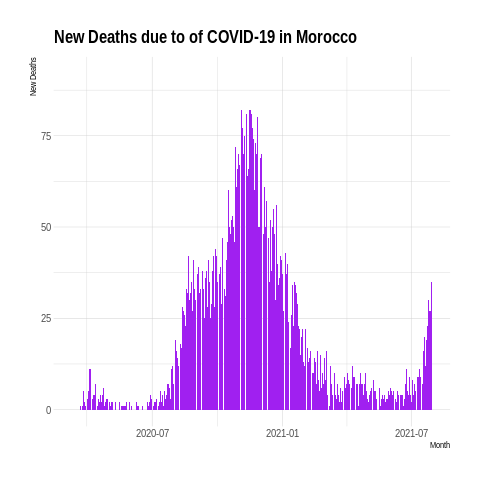 New Deaths due to of COVID-19 in Morocco
New Deaths
75
50
25
0
2020-07
2021-01
2021-07
Month